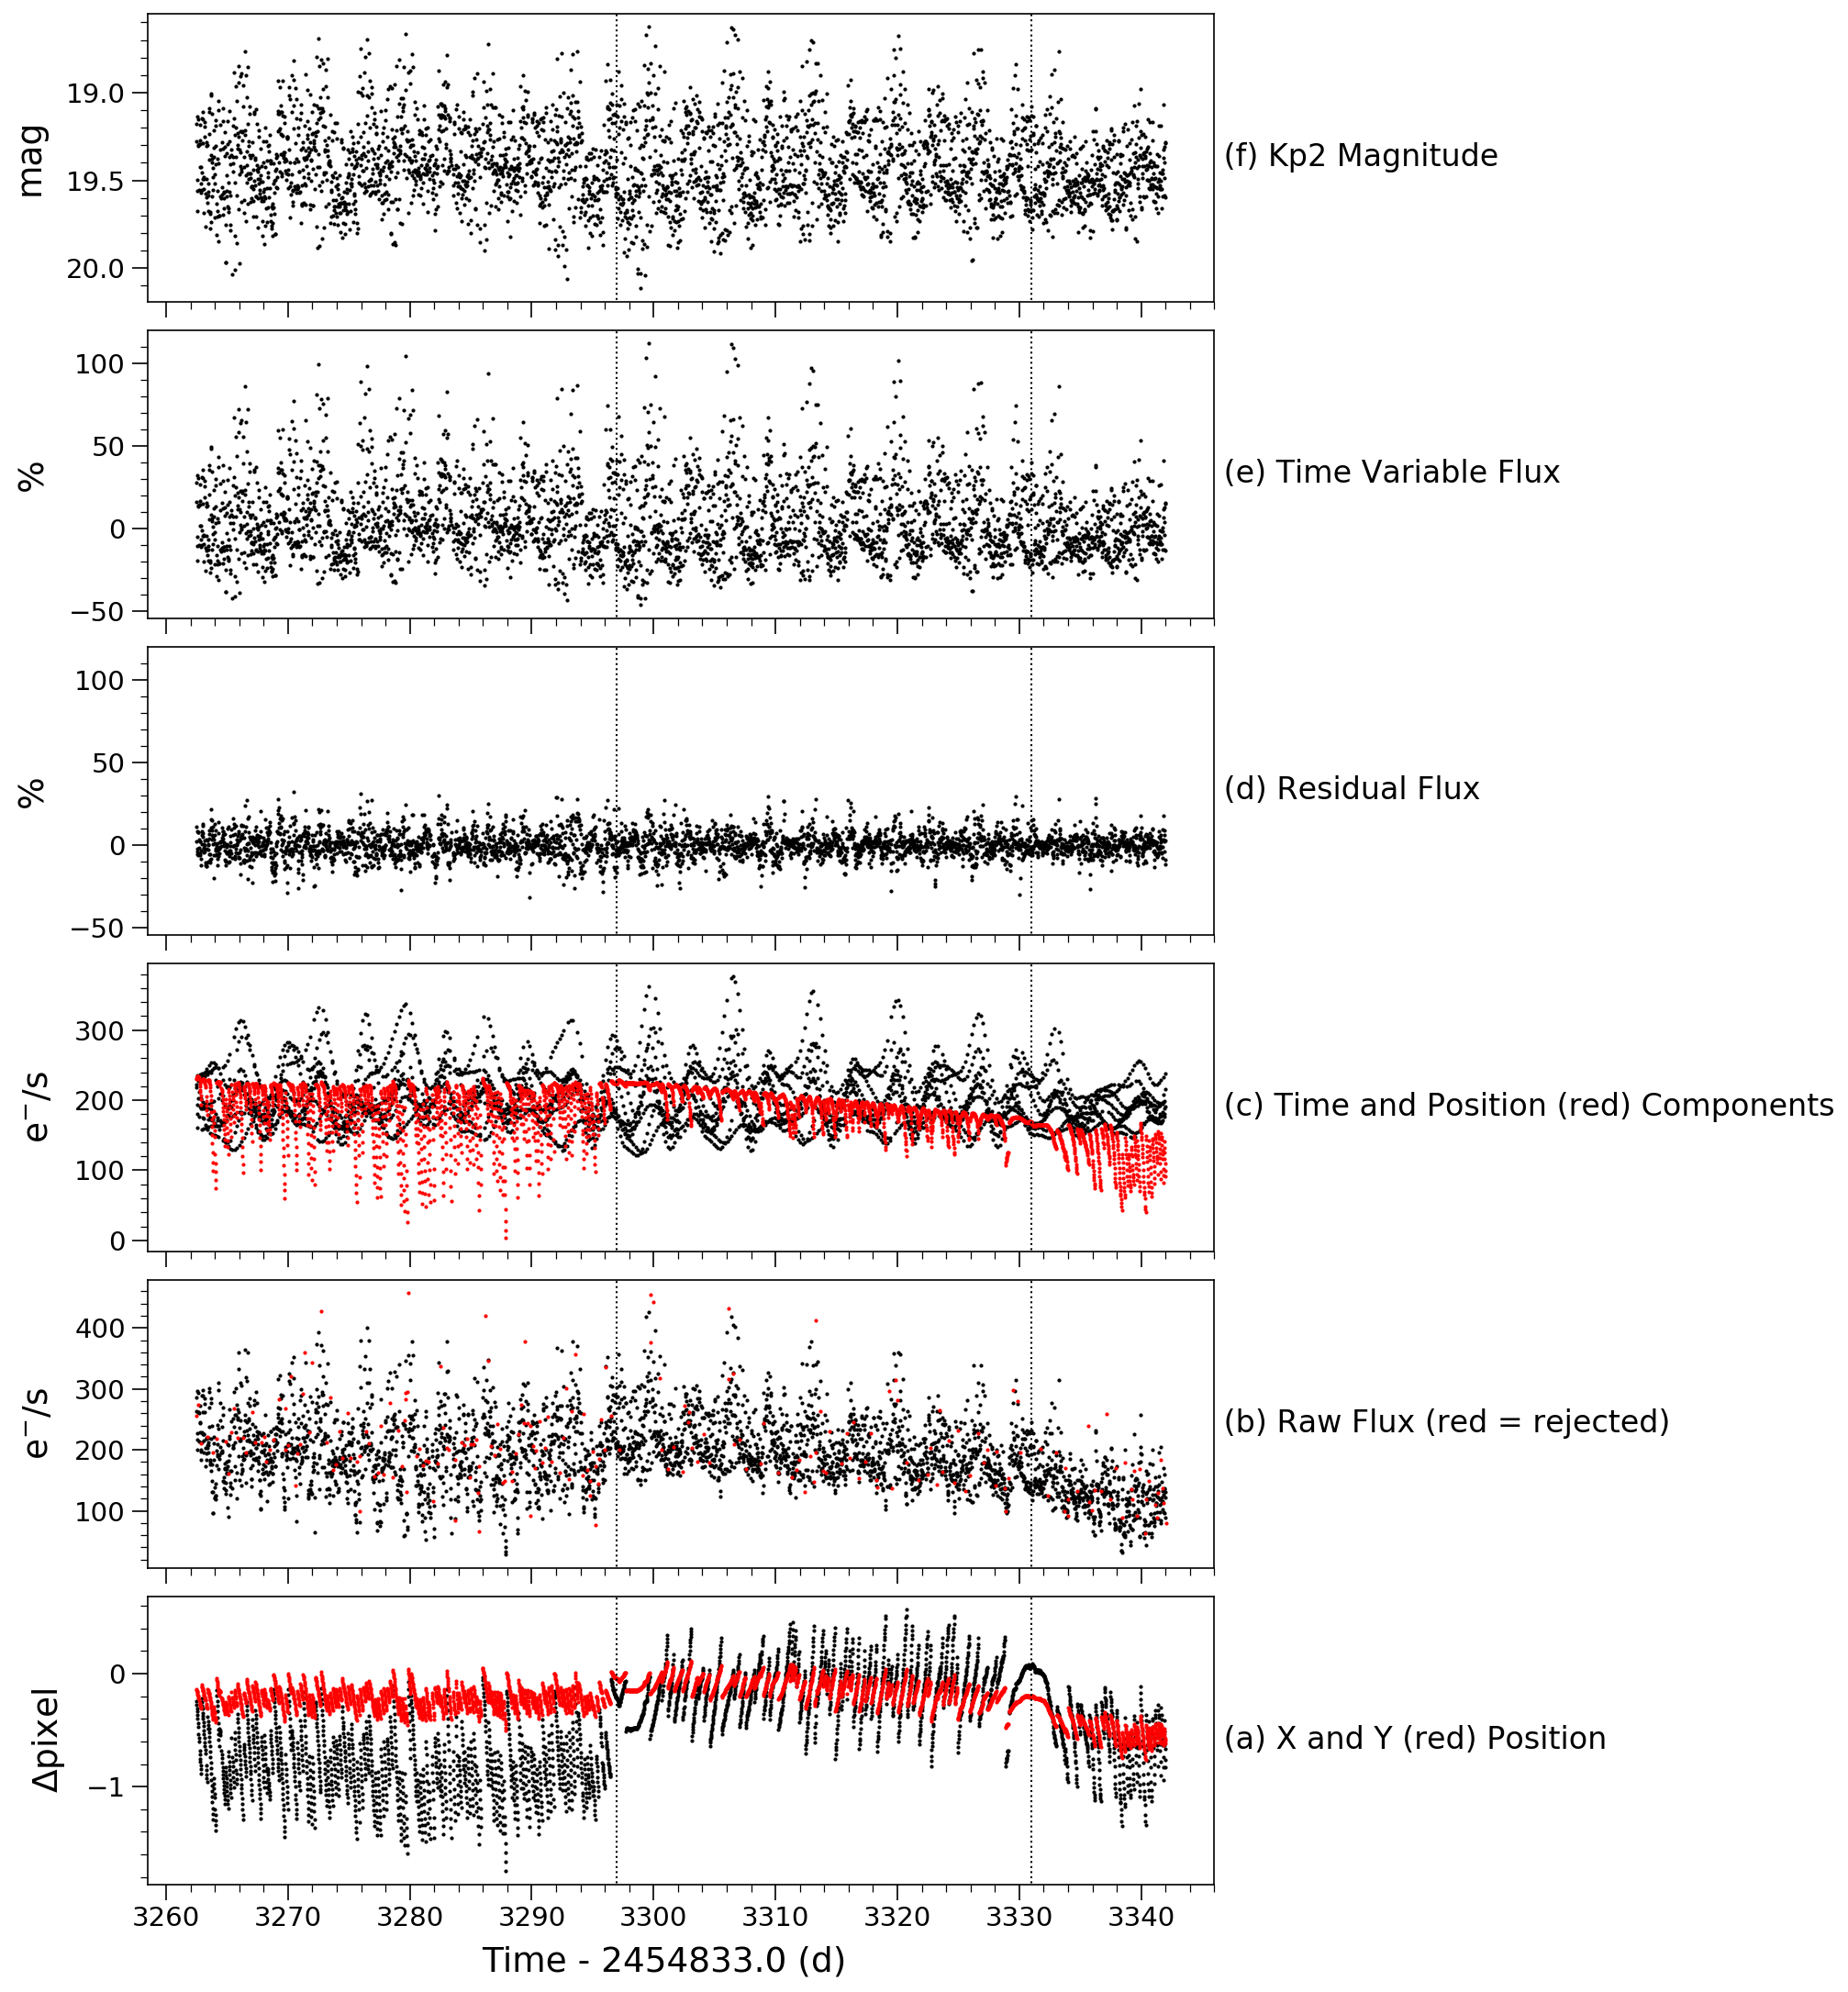 19.0
19.5
20.0
mag
(f) Kp2 Magnitude
100
50
0
−50
%
(e) Time Variable Flux
100
50
0
−50
%
(d) Residual Flux
300
200
100
0
e⁻/s
(c) Time and Position (red) Components
400
300
200
100
e⁻/s
(b) Raw Flux (red = rejected)
0
−1
Δpixel
(a) X and Y (red) Position
3260 3270 3280 3290 3300 3310 3320 3330 3340
Time - 2454833.0 (d)